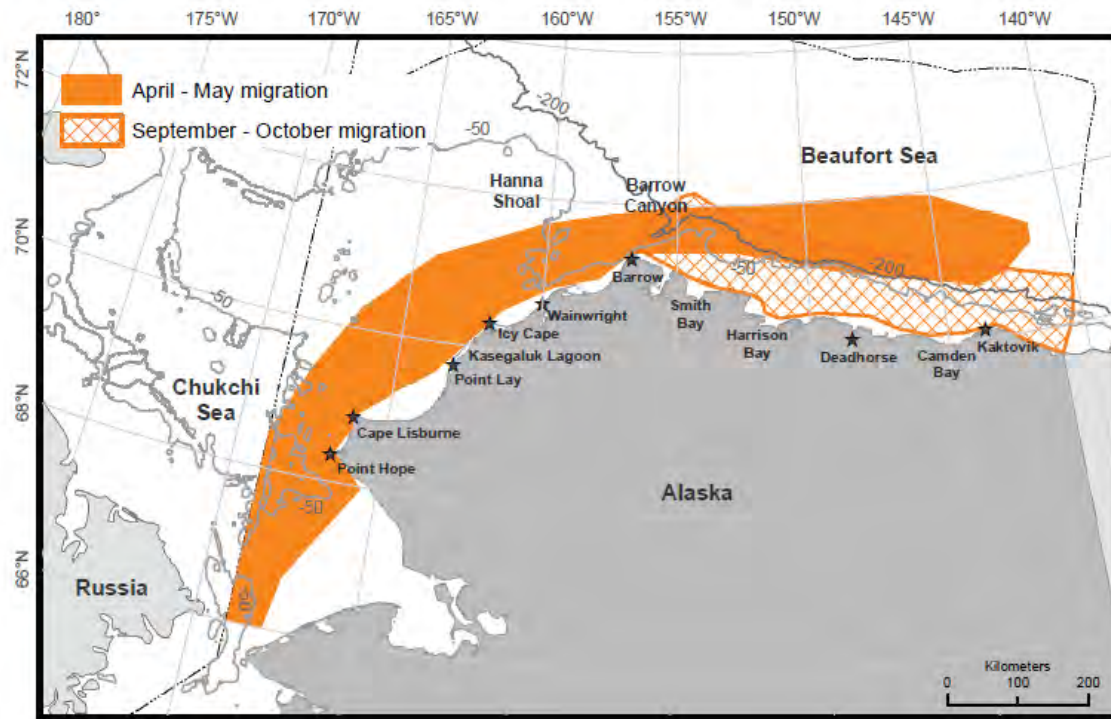 180°
175°W
170°W
165°W
160°W
155°W
150°W
145°W
140°W
72°N
70°N
68°N
66°N
April - May migration
September - October migration
-200
-50
Beaufort Sea
Hanna
Shoal
Barrow
Canyon
-50
-200
-50
Barrow
Smith
Bay
Wainwright
Harrison
Bay
Icy Cape
Deadhorse
Camden
Bay
Kaktovik
Kasegaluk Lagoon
Point Lay
Chukchi
Sea
Cape Lisburne
Point Hope
Alaska
-50
-50
Russia
Kilometers
0 100 200